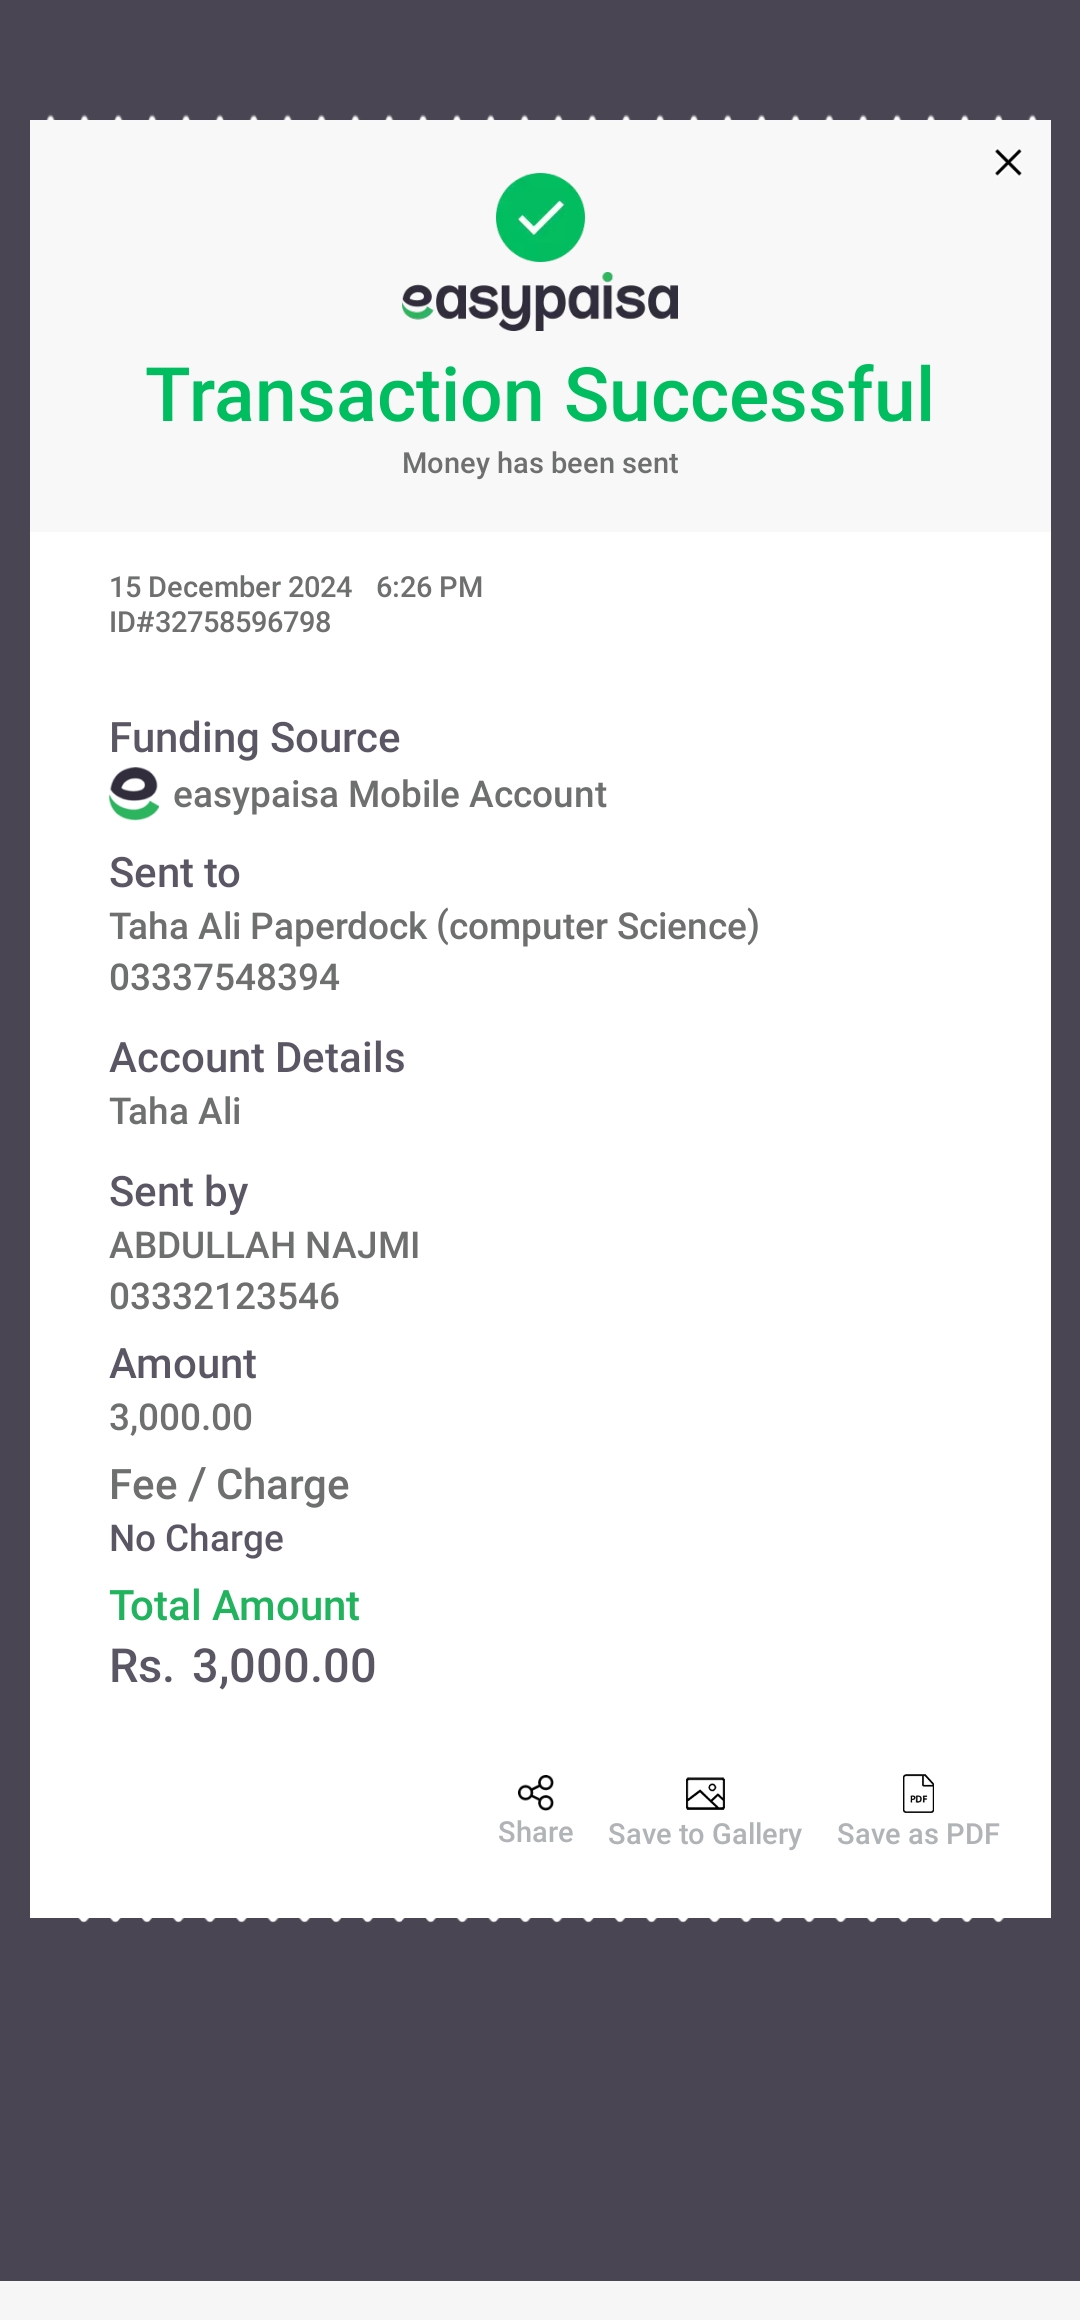 easypaisa
Transaction Successful
Money has been sent
15 December 2024 6:26 PM
ID#32758596798
Funding Source
easypaisa Mobile Account
Sent to
Taha Ali Paperdock (computer Science)
03337548394
Account Details
Taha Ali
Sent by
ABDULLAH NAJMI
03332123546
Amount
3,000.00
Fee / Charge
No Charge
Total Amount
Rs. 3,000.00
PDF
Share Save to Gallery Save as PDF